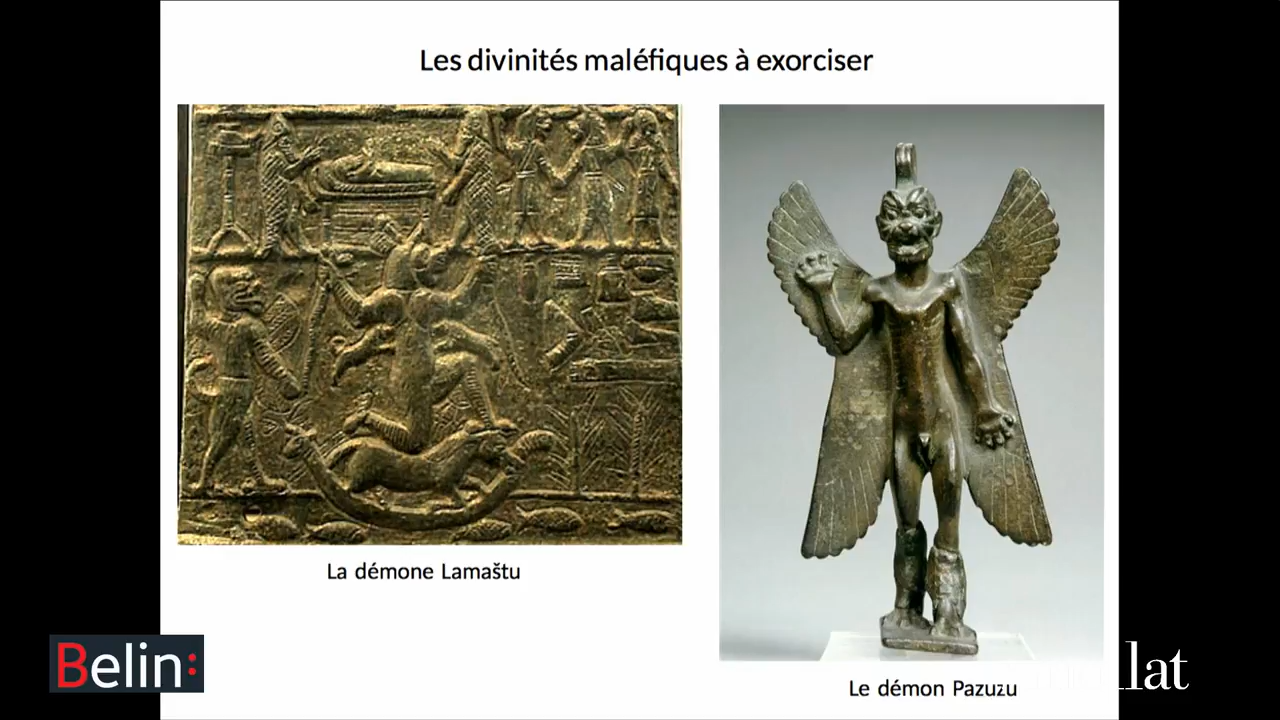 Les divinités maléfiques à exorciser
La démone Lamaštu
Le démon Pazuzu
Belin: